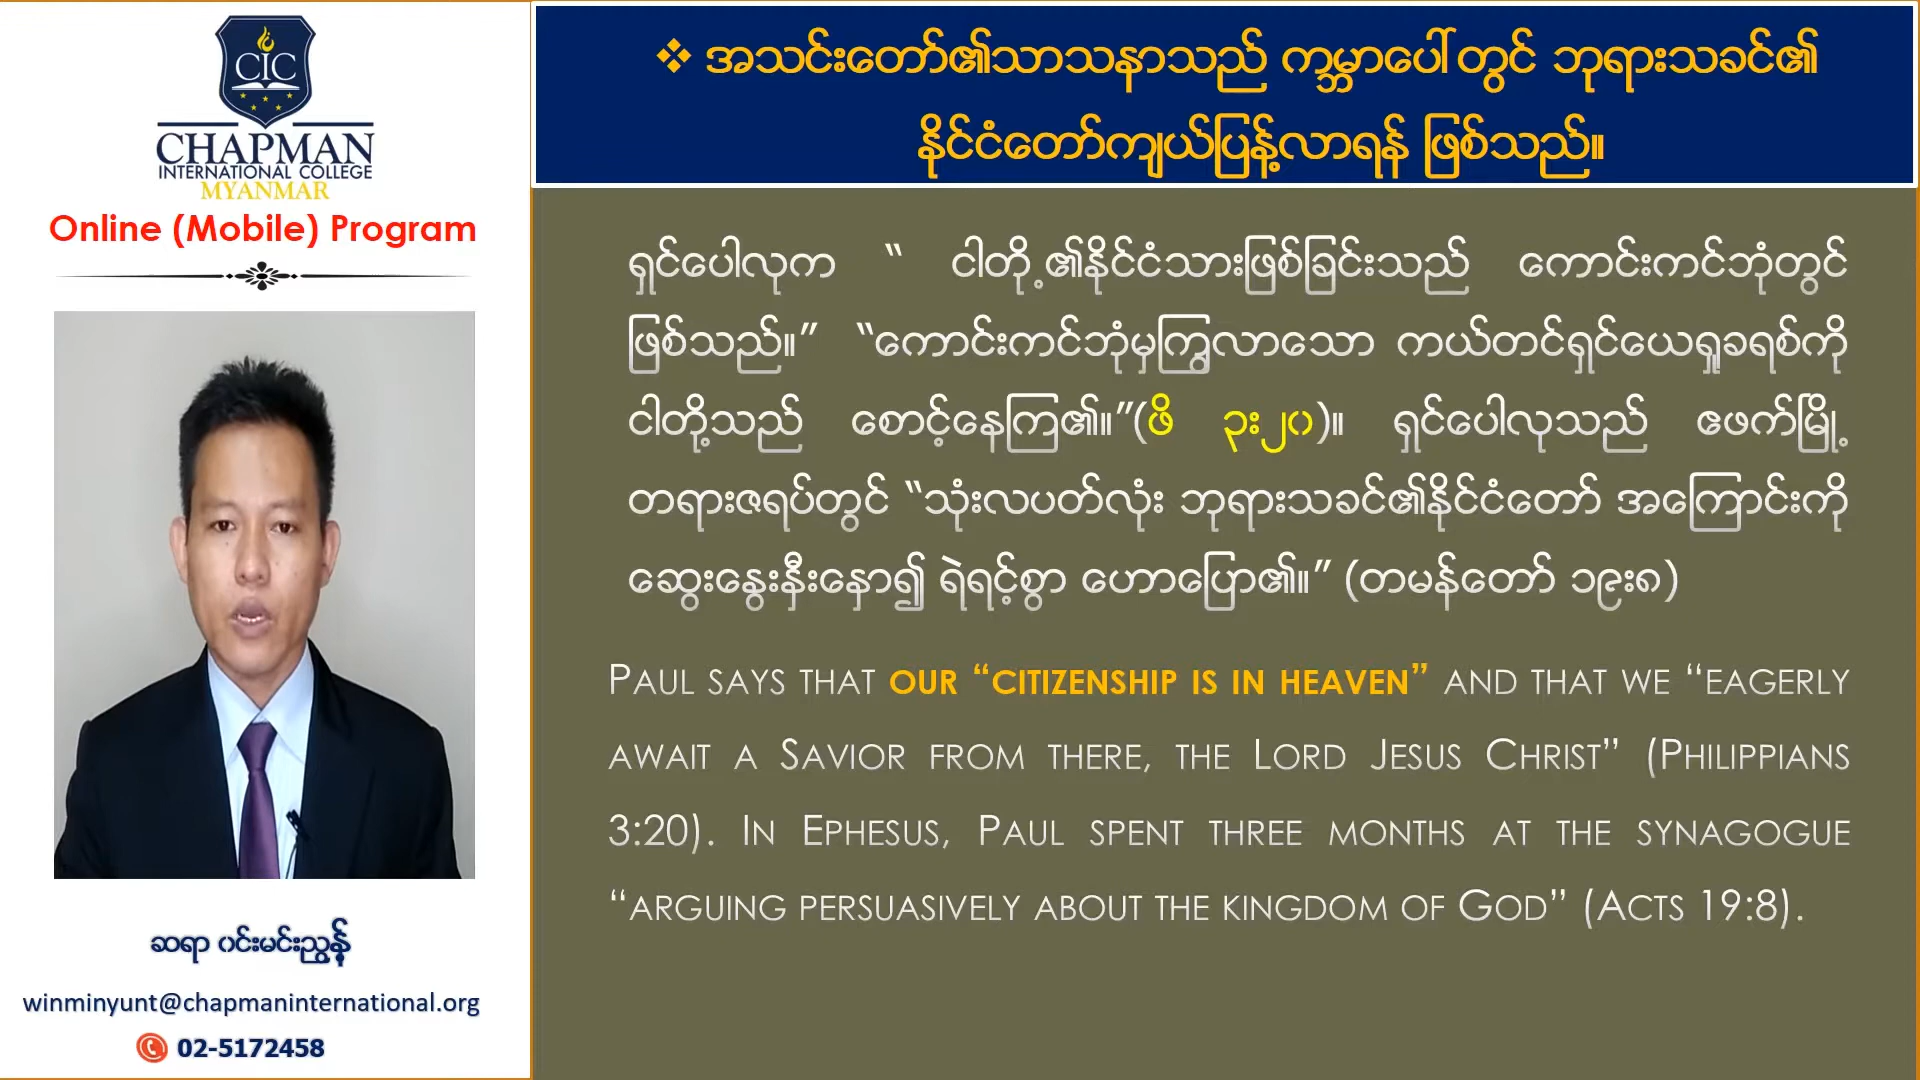 CIC
CHAPMAN
INTERNATIONAL COLLEGE
MYANMAR
Online (Mobile) Program
ဆရာ ဝင်းမင်းညွန့်
winminyunt@chapmaninternational.org
02-5172458
❖ အသင်းတော်၏သာသနာသည် ကမ္ဘာပေါ်တွင် ဘုရားသခင်၏
နိုင်ငံတော်ကျယ်ပြန့်လာရန် ဖြစ်သည်။
ရှင်ပေါလုက “ ငါတို့၏နိုင်ငံသားဖြစ်ခြင်းသည် ကောင်းကင်ဘုံတွင်
ဖြစ်သည်။” “ကောင်းကင်ဘုံမှကြွလာသော ကယ်တင်ရှင်ယေရှုခရစ်ကို
ငါတို့သည် စောင့်နေကြ၏။”(ဖိ ၃း၂၀)။ ရှင်ပေါလုသည် ဧဖက်မြို့
တရားဇရပ်တွင် “သုံးလပတ်လုံး ဘုရားသခင်၏နိုင်ငံတော် အကြောင်းကို
ဆွေးနွေးနှီးနှော၍ ရဲရင့်စွာ ဟောပြော၏။” (တမန်တော် ၁၉း၈)
PAUL SAYS THAT OUR “CITIZENSHIP IS IN HEAVEN” AND THAT WE “EAGERLY
AWAIT A SAVIOR FROM THERE, THE LORD JESUS CHRIST” (PHILIPPIANS
3:20). IN EPHESUS, PAUL SPENT THREE MONTHS AT THE SYNAGOGUE
“ARGUING PERSUASIVELY ABOUT THE KINGDOM OF GOD” (ACTS 19:8).